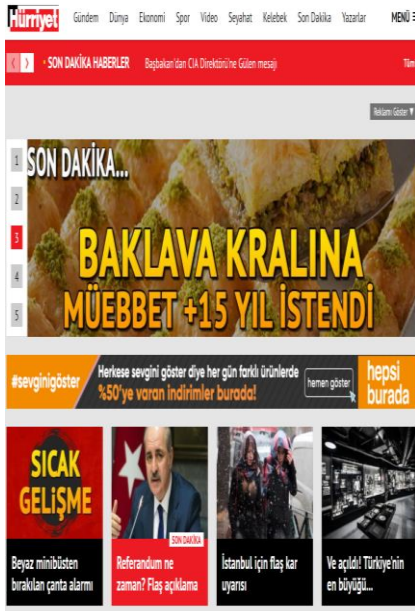 Hürriyet
Gündem Dünya Ekonomi Spor Video Seyahat Kelebek Son Dakika Yazarlar MENÜ
SON DAKİKA HABERLER Başbakan'dan CIA Direktörü'ne Gülen mesajı Tüm
Reklamı Göster ▼
1
2
3
4
5
SON DAKİKA...
BAKLAVA KRALINA
MÜEBBET +15 YIL İSTENDİ
#sevginigöster
Herkese sevgini göster diye her gün farklı ürünlerde
%50'ye varan indirimler burada!
hemen göster
hepsi
burada
SICAK
GELİŞME
Beyaz minibüsten
bırakılan çanta alarmı
SON DAKİKA
Referandum ne
zaman? Flaş açıklama
İstanbul için flaş kar
uyarısı
Ve açıldı! Türkiye'nin
en büyüğü...